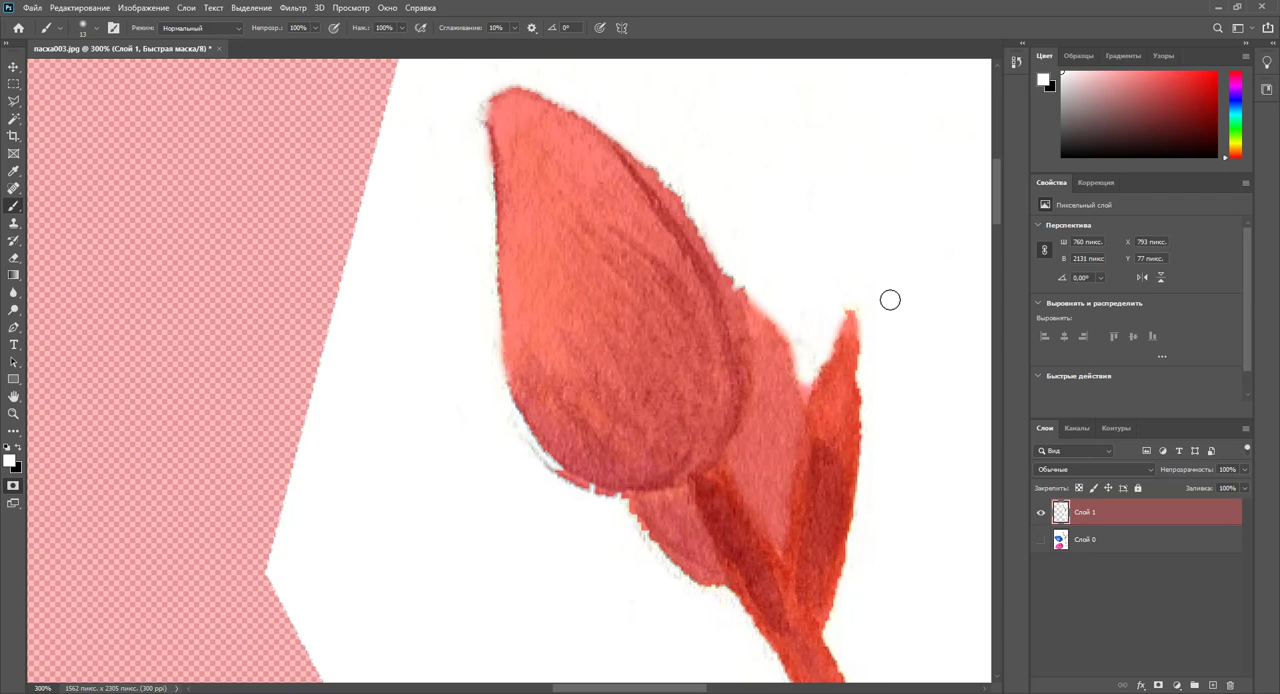 Ps Файл Редактирование Изображение Слои Текст Выделение Фильтр 3D Просмотр Окно Справка
13 Режим: Нормальный Непрозр.: 100% Наж.: 100% Сглаживание: 10% 0°
пасха003.jpg @ 300% (Слой 1, Быстрая маска/8) * ×
Цвет Образцы Градиенты Узоры
Свойства Коррекция
Пиксельный слой
Перспектива
Ш 760 пикс. X 793 пикс.
В 2131 пикс Y 77 пикс.
0,00°
Выровнять и распределить
Выровнять:
Быстрые действия
Слои Каналы Контуры
Вид
Обычные Непрозрачность: 100%
Закрепить: Заливка: 100%
Слой 1
Слой 0
300% 1562 пикс. x 2305 пикс. (300 ppi)